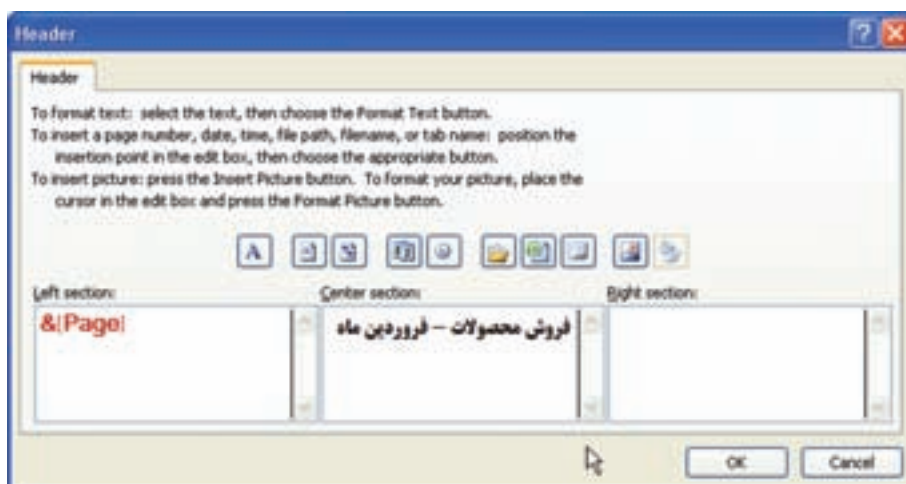 Header
Header
To format text: select the text, then choose the Format Text button.
To insert a page number, date, time, file path, filename, or tab name: position the
insertion point in the edit box, then choose the appropriate button.
To insert picture: press the Insert Picture button. To format your picture, place the
cursor in the edit box and press the Format Picture button.
A
Left section:
Center section:
Right section:
&[Page]
فروش محصولات - فروردین ماه
OK
Cancel